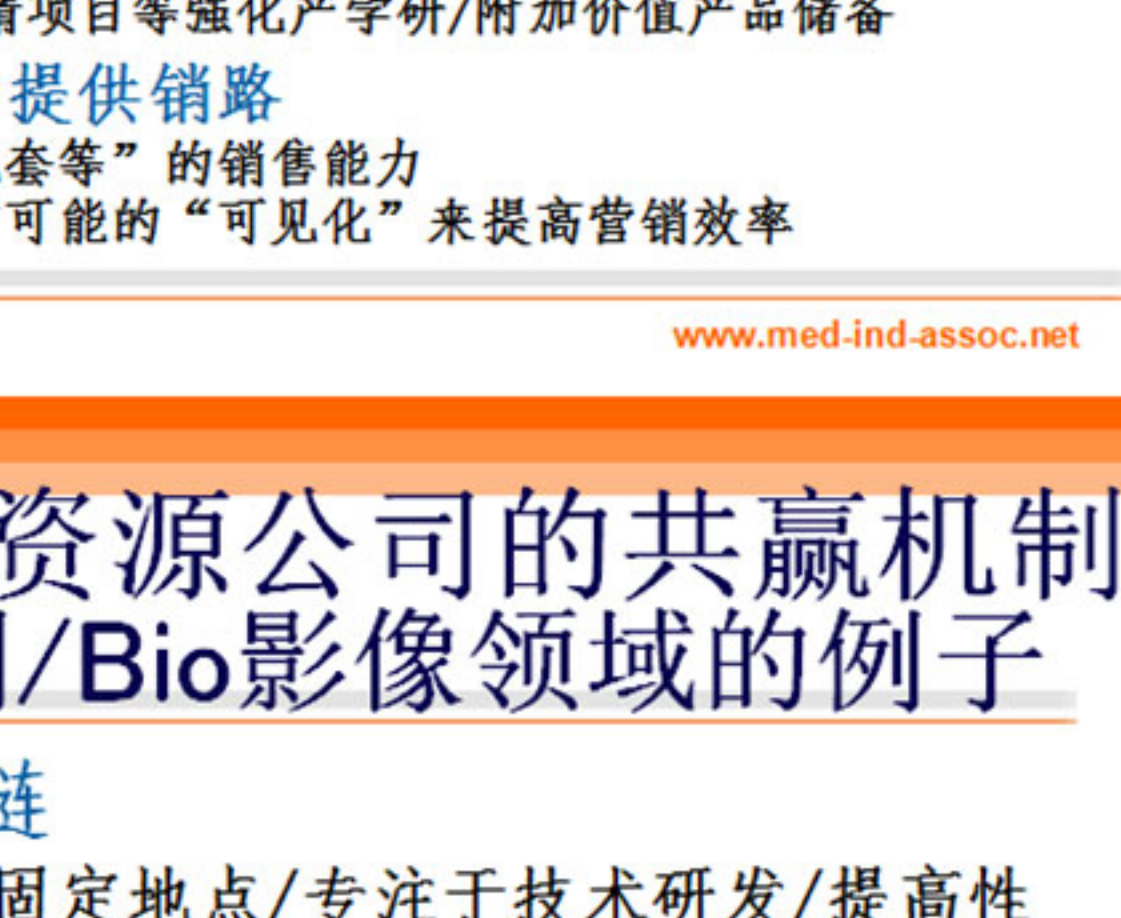 项目等强化产学研/附加价值产品储备
提供销路
套等”的销售能力
可能的“可见化”来提高营销效率
www.med-ind-assoc.net
资源公司的共赢机制
/Bio影像领域的例子
固定地点/专注于技术研发/提高性